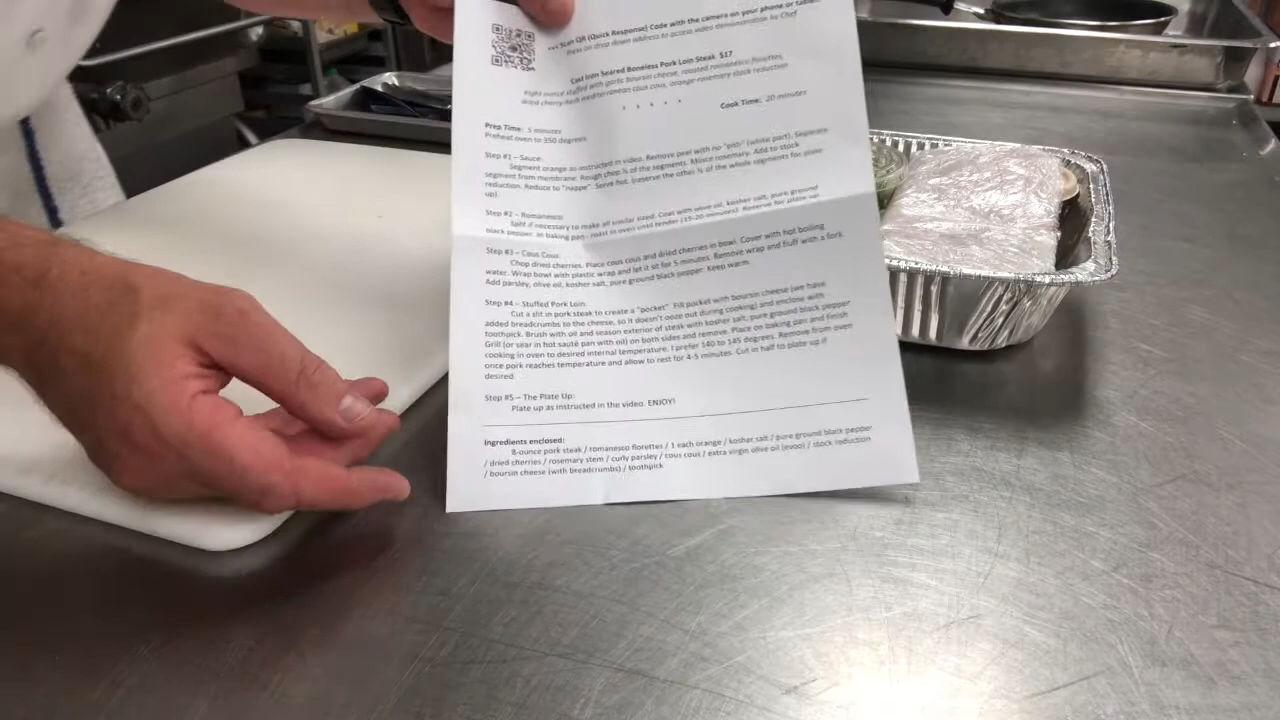 <<< Scan QR (Quick Response) Code with the camera on your phone or tablet.
Press on drop down address to access video demonstration by Chef
Cast Iron Seared Boneless Pork Loin Steak $17
eight ounce stuffed with garlic boursin cheese, roasted romanesco florettes,
dried cherry-herb mediterranean cous cous, orange-rosemary stock reduction
* * * * *
Prep Time: 5 minutes
Cook Time: 20 minutes
Preheat oven to 350 degrees
Step #1 – Sauce:
Segment orange as instructed in video. Remove peel with no "pith" (white part). Separate
segment from membrane. Rough chop ½ of the segments. Mince rosemary. Add to stock
reduction. Reduce to "nappe". Serve hot. (reserve the other ½ of the whole segments for plate
up).
Step #2 – Romanesco:
Split if necessary to make all similar sized. Coat with olive oil, kosher salt, pure ground
black pepper. In baking pan - roast in oven until tender (15-20 minutes). Reserve for plate up.
Step #3 – Cous Cous:
Chop dried cherries. Place cous cous and dried cherries in bowl. Cover with hot boiling
water. Wrap bowl with plastic wrap and let it sit for 5 minutes. Remove wrap and fluff with a fork.
Add parsley, olive oil, kosher salt, pure ground black pepper. Keep warm.
Step #4 – Stuffed Pork Loin:
Cut a slit in pork steak to create a "pocket". Fill pocket with boursin cheese (we have
added breadcrumbs to the cheese, so it doesn't ooze out during cooking) and enclose with
toothpick. Brush with oil and season exterior of steak with kosher salt, pure ground black pepper
Grill (or sear in hot sauté pan with oil) on both sides and remove. Place on baking pan and finish
cooking in oven to desired internal temperature. I prefer 140 to 145 degrees. Remove from oven
once pork reaches temperature and allow to rest for 4-5 minutes. Cut in half to plate up if
desired.
Step #5 – The Plate Up:
Plate up as instructed in the video. ENJOY!
Ingredients enclosed:
8-ounce pork steak / romanesco florettes / 1 each orange / kosher salt / pure ground black pepper
/ dried cherries / rosemary stem / curly parsley / cous cous / extra virgin olive oil (evoo) / stock reduction
/ boursin cheese (with breadcrumbs) / toothpick